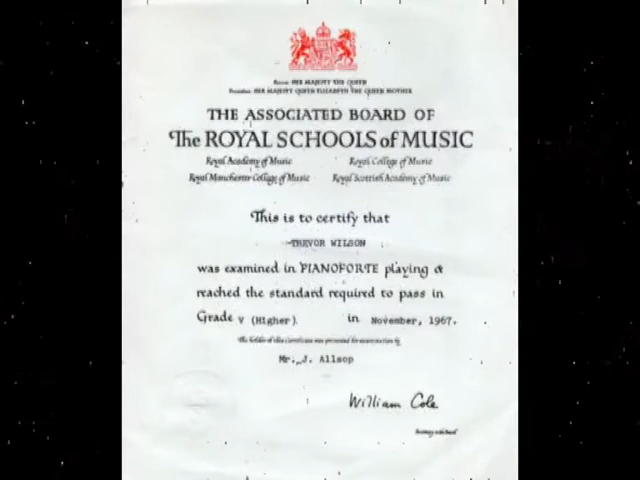 Patron: HER MAJESTY THE QUEEN
President: HER MAJESTY QUEEN ELIZABETH THE QUEEN MOTHER
THE ASSOCIATED BOARD OF
The ROYAL SCHOOLS of MUSIC
Royal Academy of Music Royal College of Music
Royal Manchester College of Music Royal Scottish Academy of Music
This is to certify that
TREVOR WILSON
was examined in PIANOFORTE playing &
reached the standard required to pass in
Grade V (Higher). in November, 1967.
The holder of this Certificate was presented for examination by
Mr. J. Allsop
William Cole